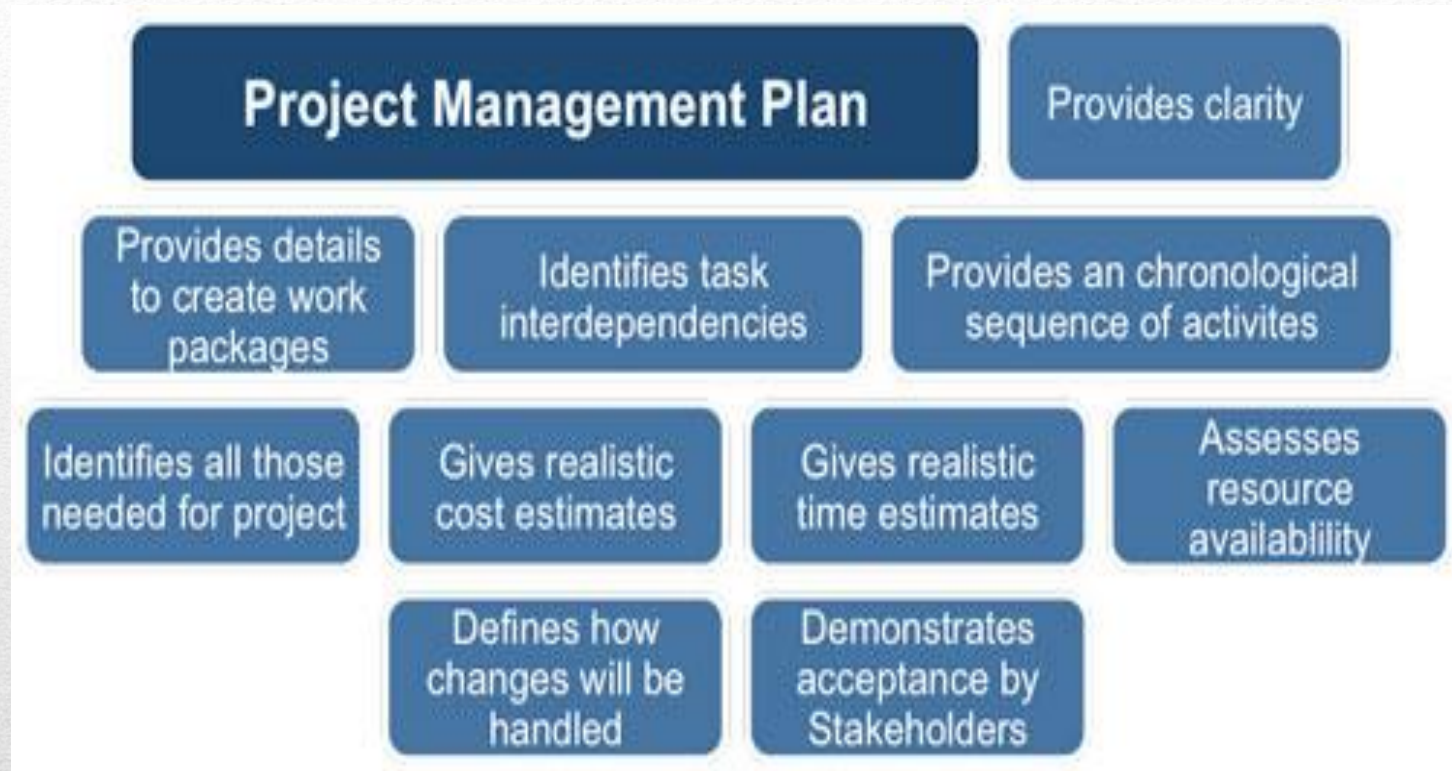 Project Management Plan
Provides clarity
Provides details
to create work
packages
Identifies task
interdependencies
Provides an chronological
sequence of activites
Identifies all those
needed for project
Gives realistic
cost estimates
Gives realistic
time estimates
Assesses
resource
availablility
Defines how
changes will be
handled
Demonstrates
acceptance by
Stakeholders